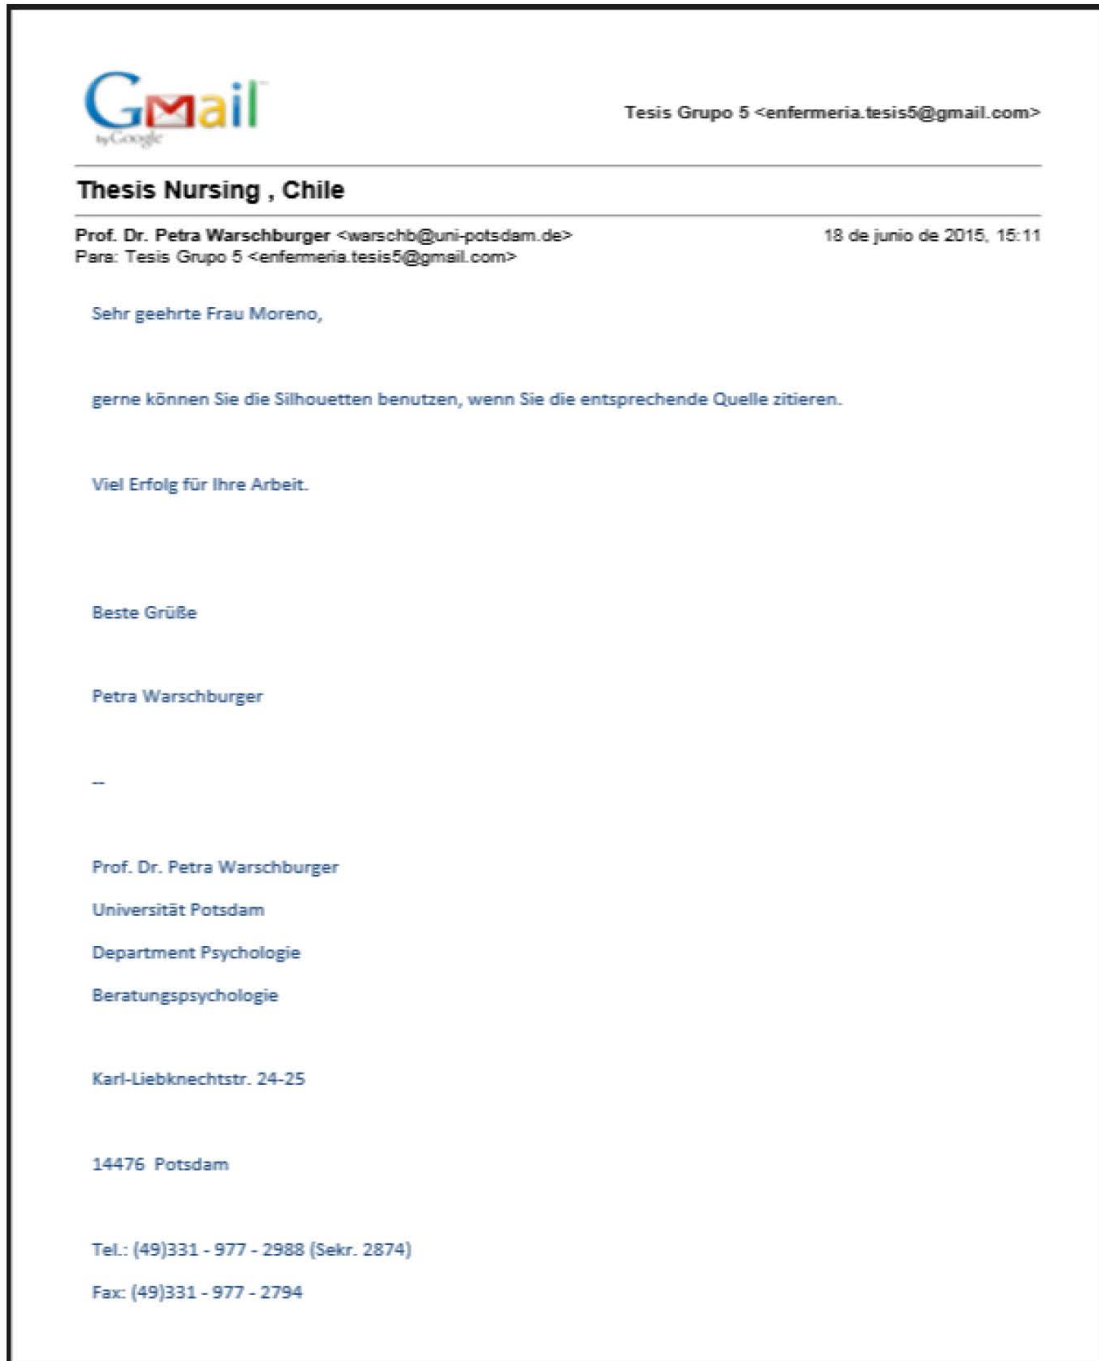 Gmail
by Google
Tesis Grupo 5 <enfermeria.tesis5@gmail.com>
Thesis Nursing , Chile
Prof. Dr. Petra Warschburger <warschb@uni-potsdam.de> 18 de junio de 2015, 15:11
Para: Tesis Grupo 5 <enfermeria.tesis5@gmail.com>
Sehr geehrte Frau Moreno,
gerne können Sie die Silhouetten benutzen, wenn Sie die entsprechende Quelle zitieren.
Viel Erfolg für Ihre Arbeit.
Beste Grüße
Petra Warschburger
--
Prof. Dr. Petra Warschburger
Universität Potsdam
Department Psychologie
Beratungspsychologie
Karl-Liebknechtstr. 24-25
14476 Potsdam
Tel.: (49)331 - 977 - 2988 (Sekr. 2874)
Fax: (49)331 - 977 - 2794